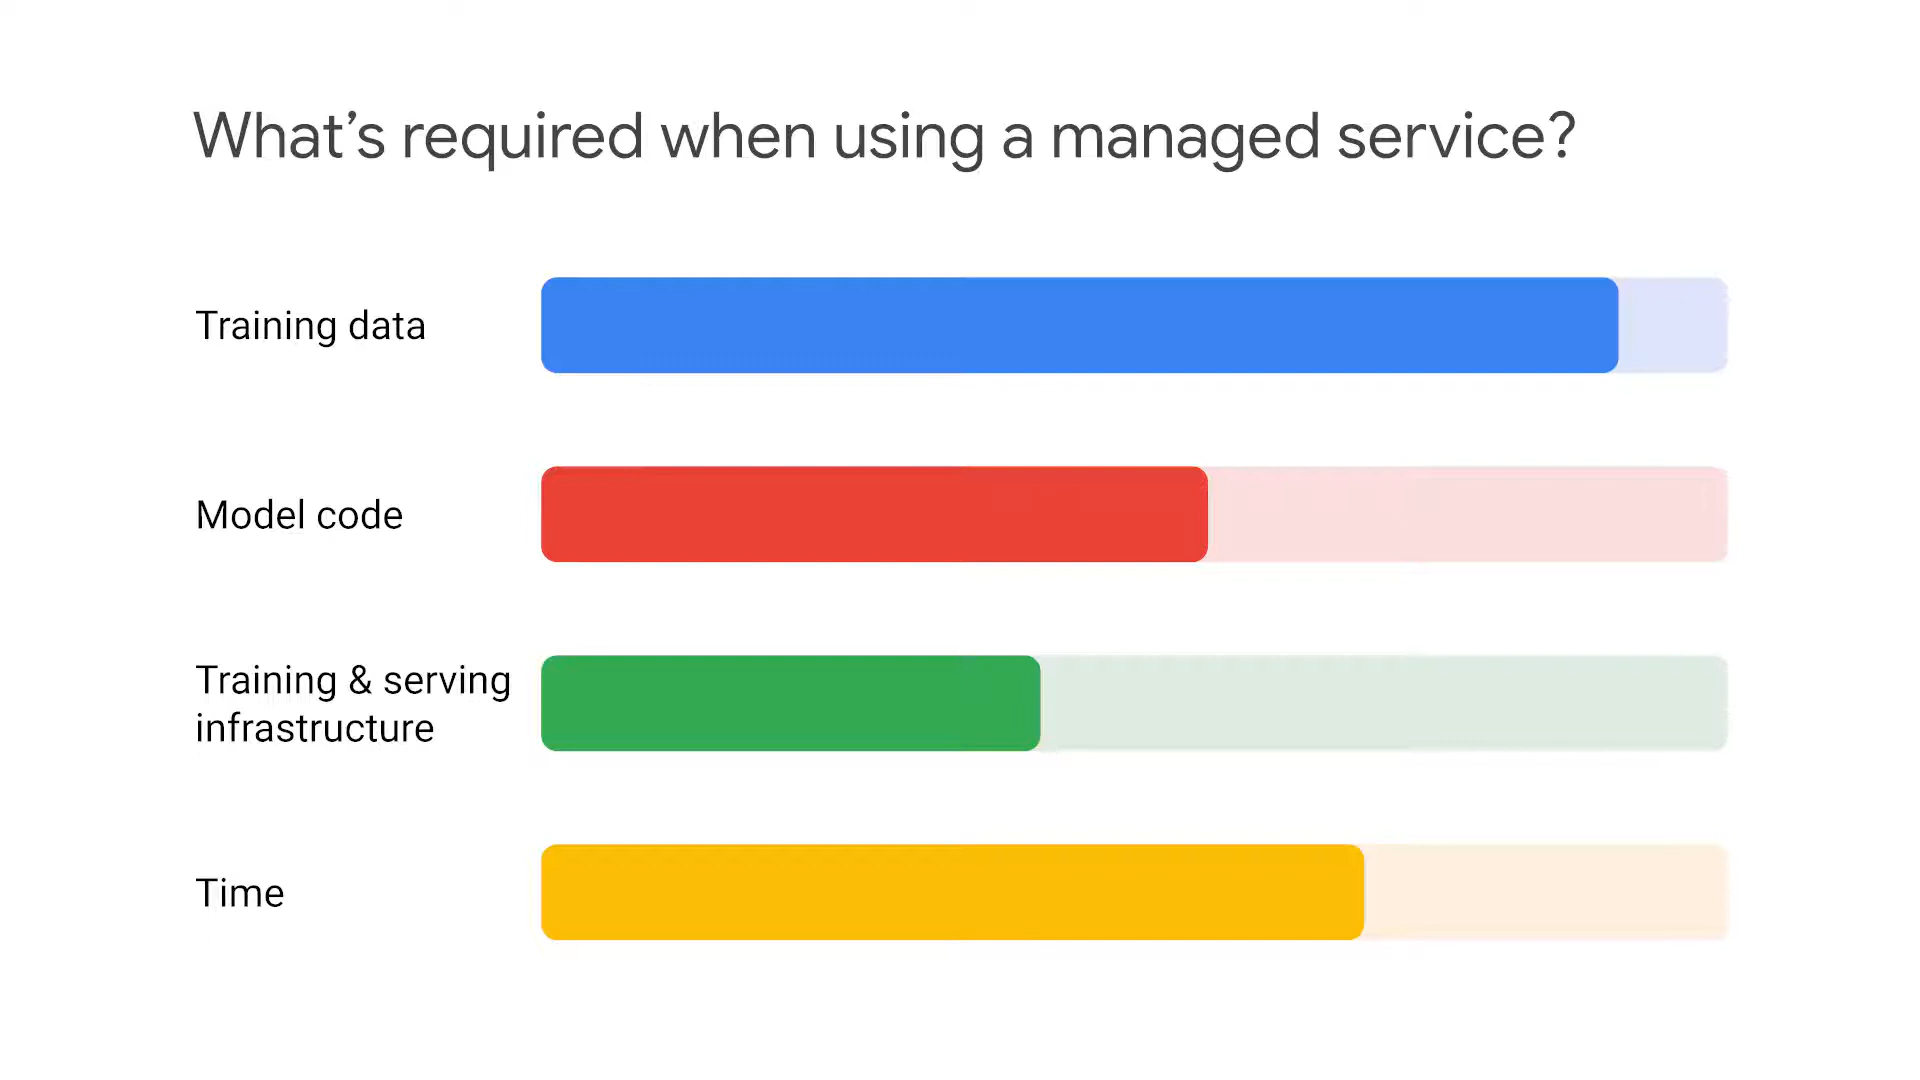 What’s required when using a managed service?
Training data
Model code
Training & serving
infrastructure
Time